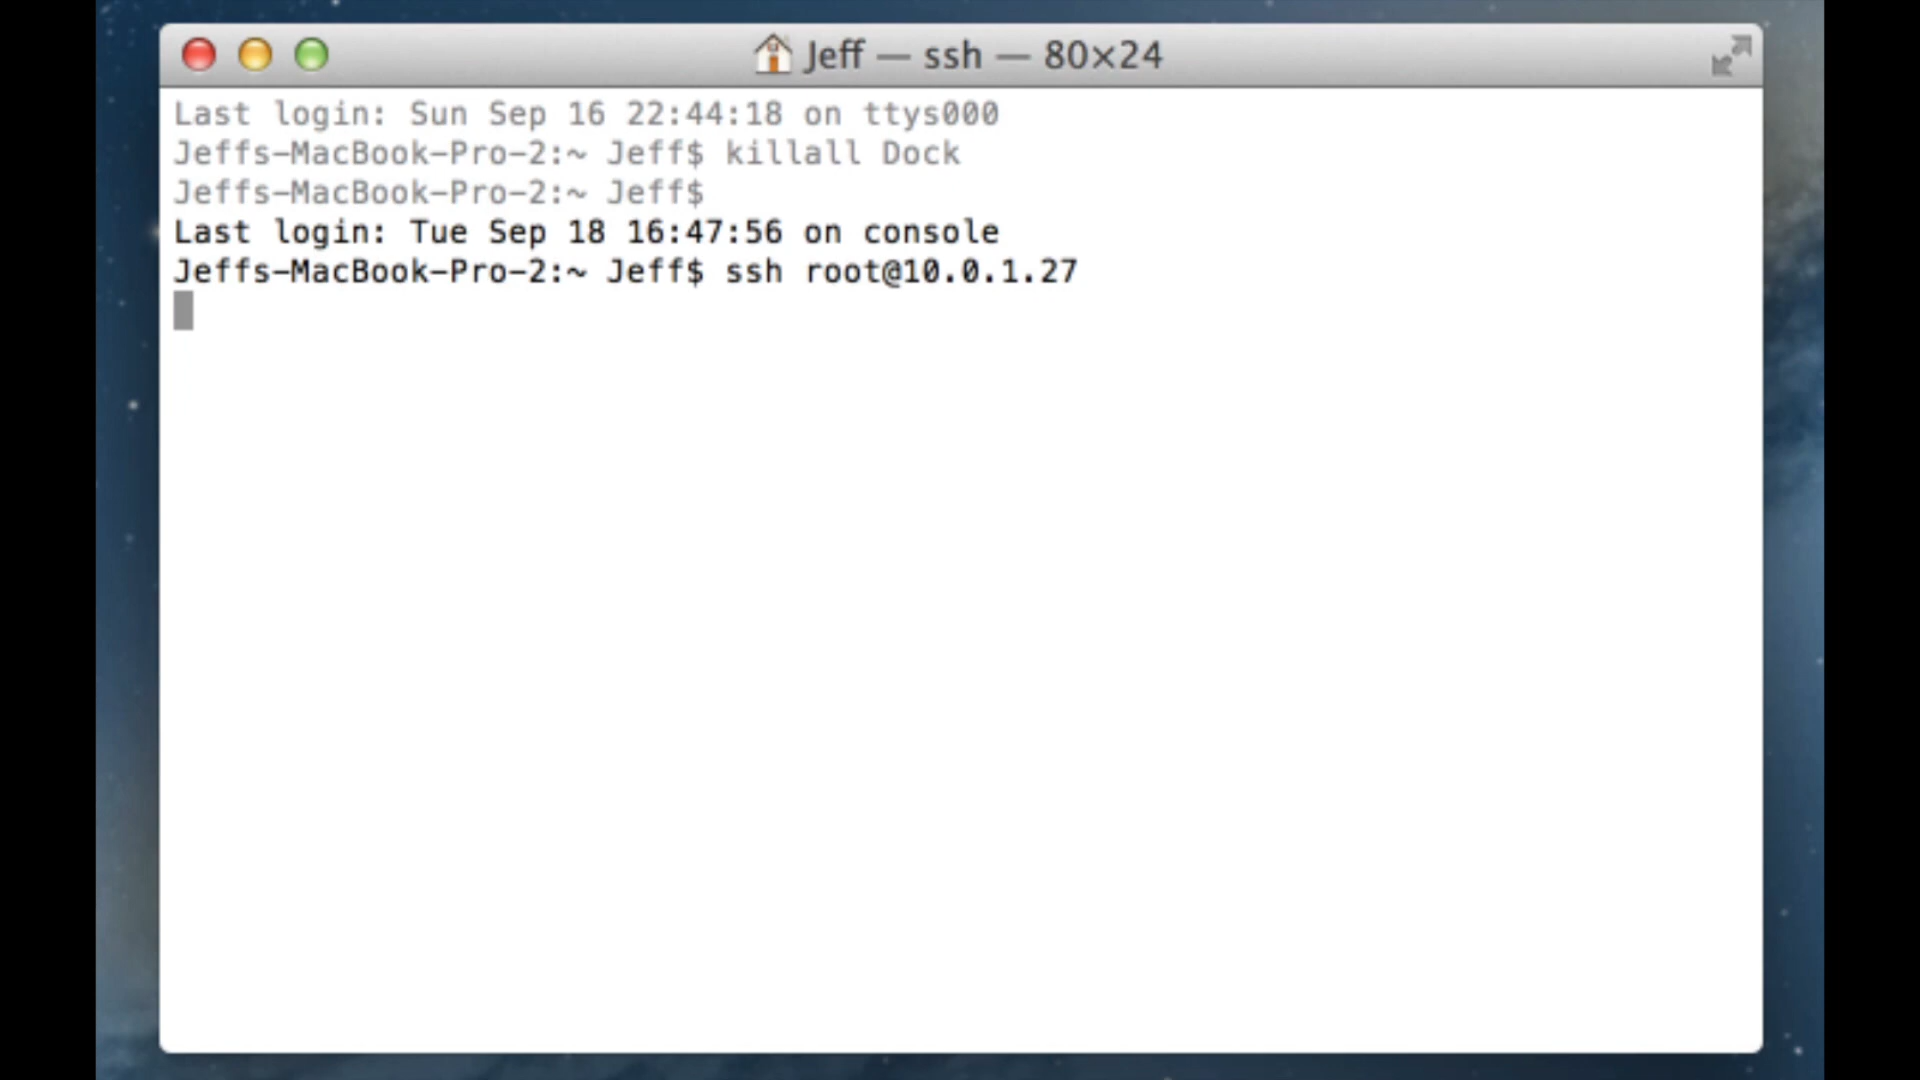 Jeff — ssh — 80×24
Last login: Sun Sep 16 22:44:18 on ttys000
Jeffs-MacBook-Pro-2:~ Jeff$ killall Dock
Jeffs-MacBook-Pro-2:~ Jeff$
Last login: Tue Sep 18 16:47:56 on console
Jeffs-MacBook-Pro-2:~ Jeff$ ssh root@10.0.1.27